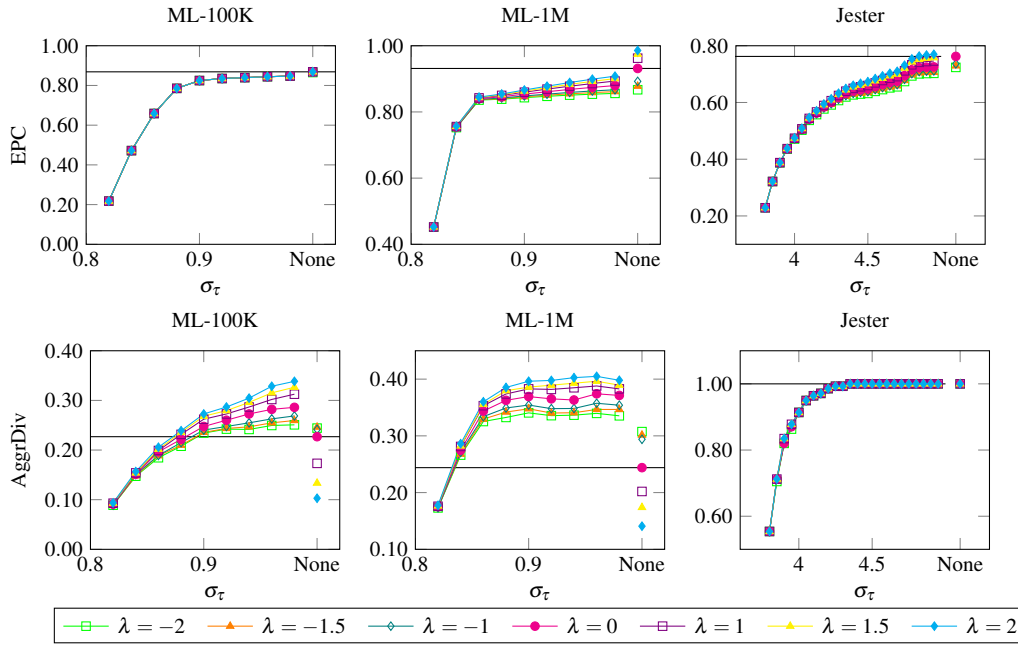 ML-100K ML-1M Jester
1.00 0.80 0.60 0.40 0.20 0.00
EPC
0.8 0.9 None
σ_τ
1.00 0.80 0.60 0.40
0.9 None
σ_τ
0.80 0.60 0.40 0.20
4 4.5 None
σ_τ
ML-100K ML-1M Jester
0.40 0.30 0.20 0.10 0.00
AggrDiv
0.8 0.9 None
σ_τ
0.40 0.30 0.20 0.10
0.8 0.9 None
σ_τ
1.00 0.80 0.60
4 4.5 None
σ_τ
λ = −2 λ = −1.5 λ = −1 λ = 0 λ = 1 λ = 1.5 λ = 2